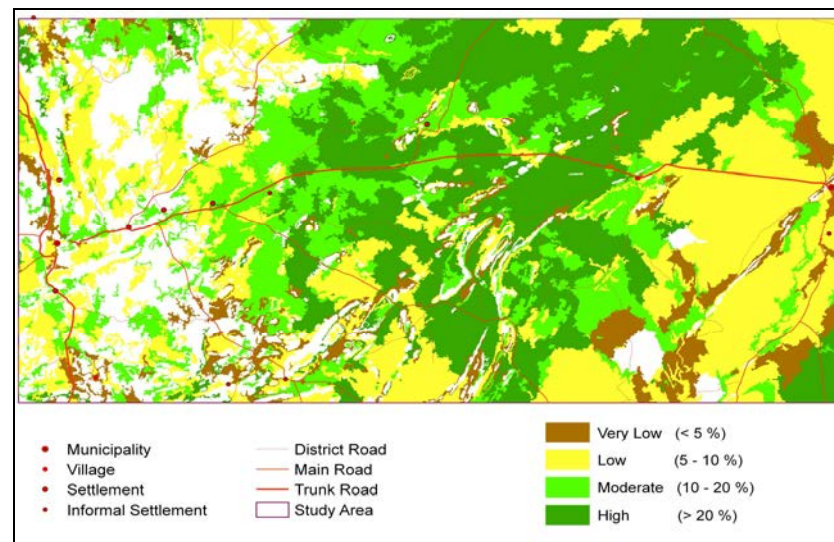 Municipality
Village
Settlement
Informal Settlement
District Road
Main Road
Trunk Road
Study Area
Very Low (< 5 %)
Low (5 - 10 %)
Moderate (10 - 20 %)
High (> 20 %)